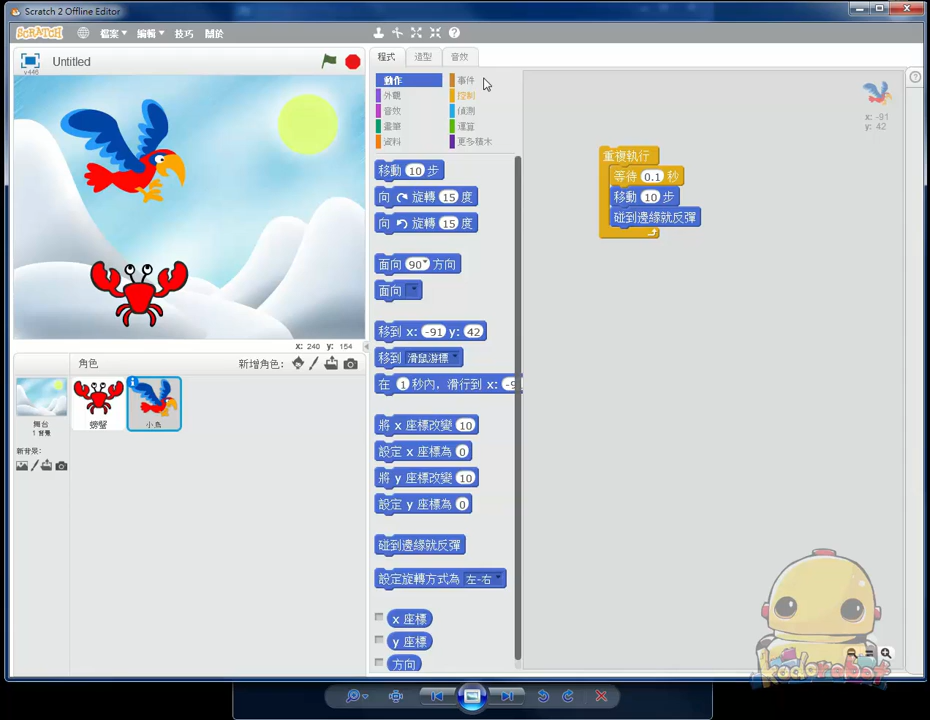 Scratch 2 Offline Editor
SCRATCH 檔案 編輯 技巧 關於
v446
Untitled
程式 造型 音效
動作 事件
外觀 控制
音效 偵測
畫筆 運算
資料 更多積木
移動 10 步
向 旋轉 15 度
向 旋轉 15 度
面向 90 方向
面向
移到 x: -91 y: 42
移到 滑鼠游標
在 1 秒內，滑行到 x: -9
將 x 座標改變 10
設定 x 座標為 0
將 y 座標改變 10
設定 y 座標為 0
碰到邊緣就反彈
設定旋轉方式為 左-右
x 座標
y 座標
方向
x: -91
y: 42
重複執行
等待 0.1 秒
移動 10 步
碰到邊緣就反彈
x: 240 y: 154
角色 新增角色:
舞台
1 背景
新背景:
螃蟹
小鳥
kodorobot